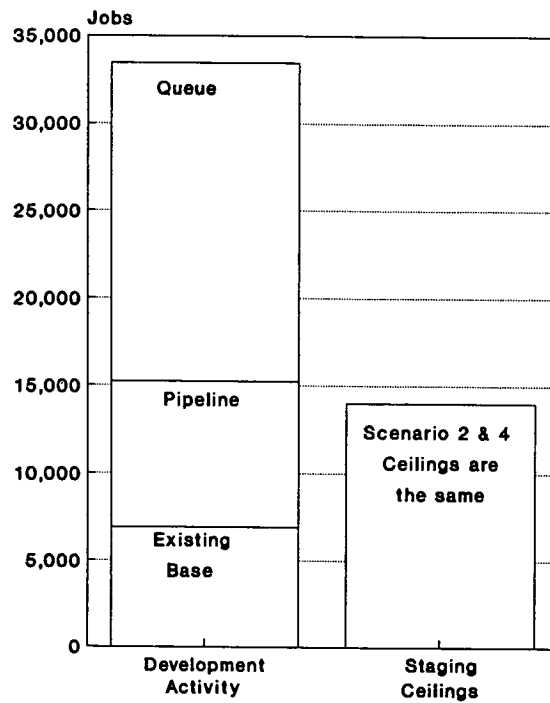 Jobs
35,000
30,000
25,000
20,000
15,000
10,000
5,000
0
Queue
Pipeline
Existing
Base
Scenario 2 & 4
Ceilings are
the same
Development
Activity
Staging
Ceilings